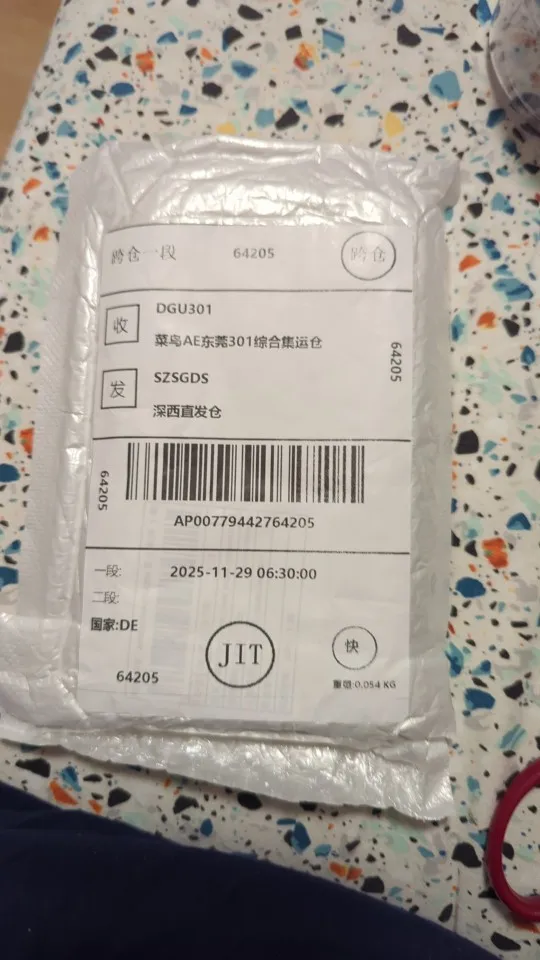 跨仓一段 64205 跨仓
收 DGU301
菜鸟AE东莞301综合集运仓
64205
发 SZSGDS
深西直发仓
64205
AP00779442764205
一段: 2025-11-29 06:30:00
二段:
国家:DE
JIT
快
64205
重量:0.054 KG